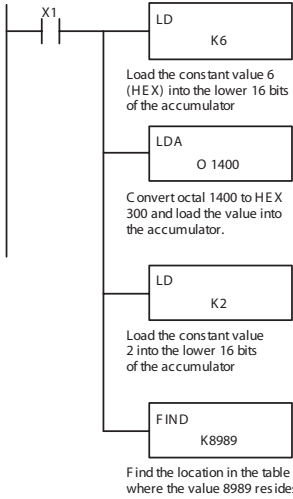 X1
LD
K6
Load the constant value 6
(HEX) into the lower 16 bits
of the accumulator
LDA
O 1400
Convert octal 1400 to HEX
300 and load the value into
the accumulator.
LD
K2
Load the constant value
2 into the lower 16 bits
of the accumulator
FIND
K8989
Find the location in the table
where the value 8989 resides